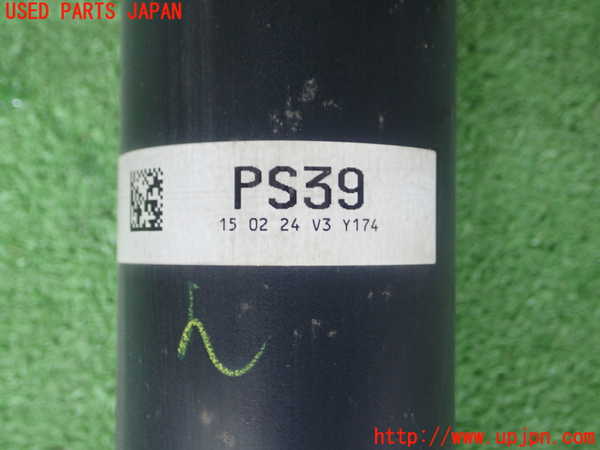 USED PARTS JAPAN
PS39
15 02 24 V3 Y174
http://www.upjpn.com/